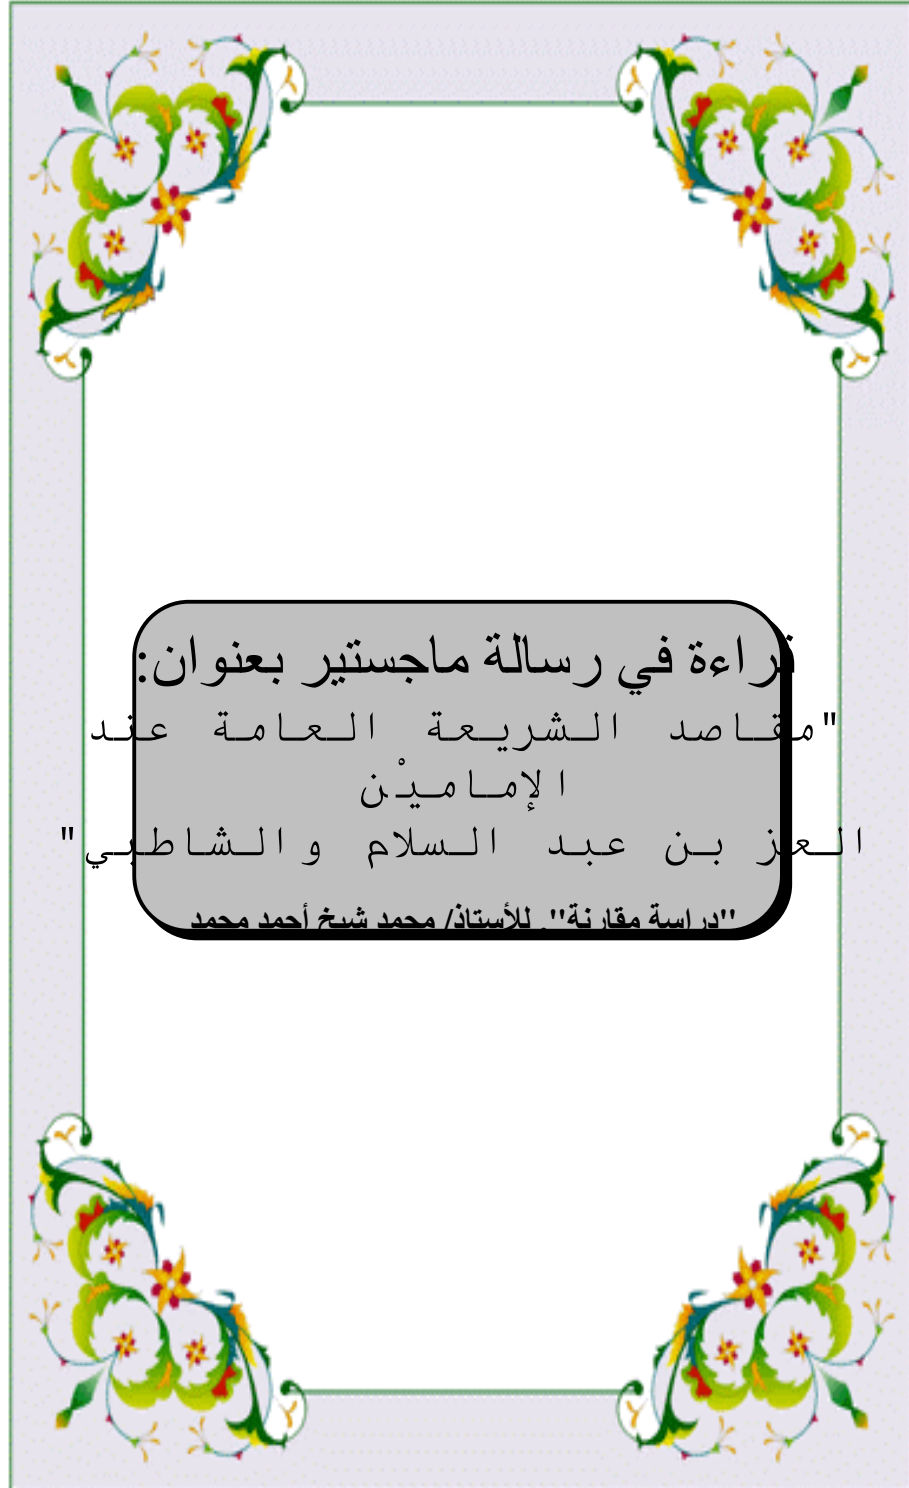 قراءة في رسالة ماجستير بعنوان:
"مقاصد الشريعة العامة عند
الإماميْن
العز بن عبد السلام والشاطبي"
"دراسة مقارنة". للأستاذ/ محمد شيخ أحمد محمد